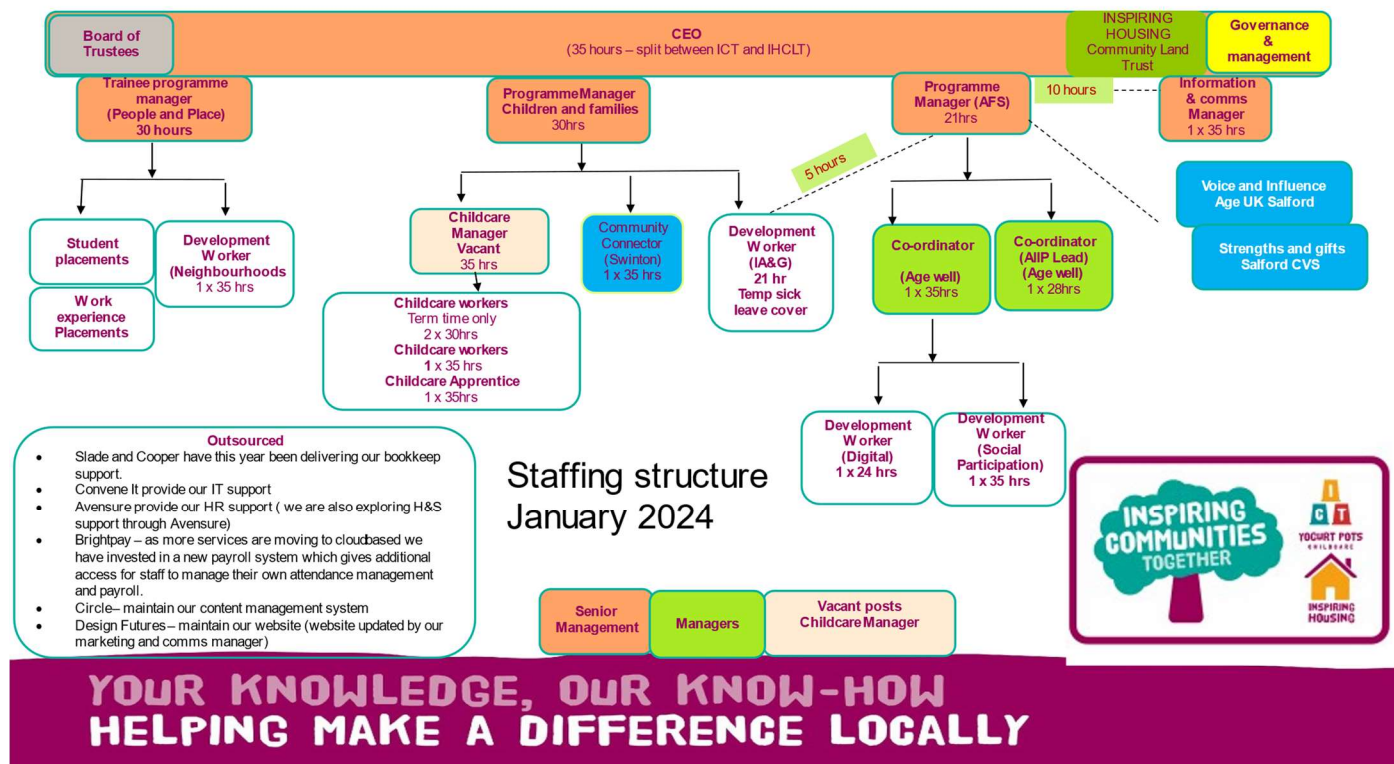 Board of
Trustees
CEO
(35 hours – split between ICT and IHCLT)
INSPIRING
HOUSING
Community Land
Trust
Governance
&
management
Trainee programme
manager
(People and Place)
30 hours
ProgrammeManager
Children and families
30hrs
Programme
Manager (AFS)
21hrs
10 hours
Information
& comms
Manager
1 x 35 hrs
5 hours
Voice and Influence
Age UK Salford
Strengths and gifts
Salford CVS
Student
placements
Work
experience
Placements
Development
Worker
(Neighbourhoods
1 x 35 hrs
Childcare
Manager
Vacant
35 hrs
Community
Connector
(Swinton)
1 x 35 hrs
Development
Worker
(IA&G)
21 hr
Temp sick
leave cover
Co-ordinator
(Age well)
1 x 35hrs
Co-ordinator
(AIIP Lead)
(Age well)
1 x 28hrs
Childcare workers
Term time only
2 x 30hrs
Childcare workers
1 x 35 hrs
Childcare Apprentice
1 x 35hrs
Development
Worker
(Digital)
1 x 24 hrs
Development
Worker
(Social
Participation)
1 x 35 hrs
Outsourced
• Slade and Cooper have this year been delivering our bookkeep
support.
• Convene It provide our IT support
• Avensure provide our HR support ( we are also exploring H&S
support through Avensure)
• Brightpay – as more services are moving to cloudbased we
have invested in a new payroll system which gives additional
access for staff to manage their own attendance management
and payroll.
• Circle– maintain our content management system
• Design Futures – maintain our website (website updated by our
marketing and comms manager)
Staffing structure
January 2024
Senior
Management
Managers
Vacant posts
Childcare Manager
INSPIRING
COMMUNITIES
TOGETHER
I
C T
YOGURT POTS
CHILDCARE
INSPIRING
HOUSING
YOUR KNOWLEDGE, OUR KNOW-HOW
HELPING MAKE A DIFFERENCE LOCALLY